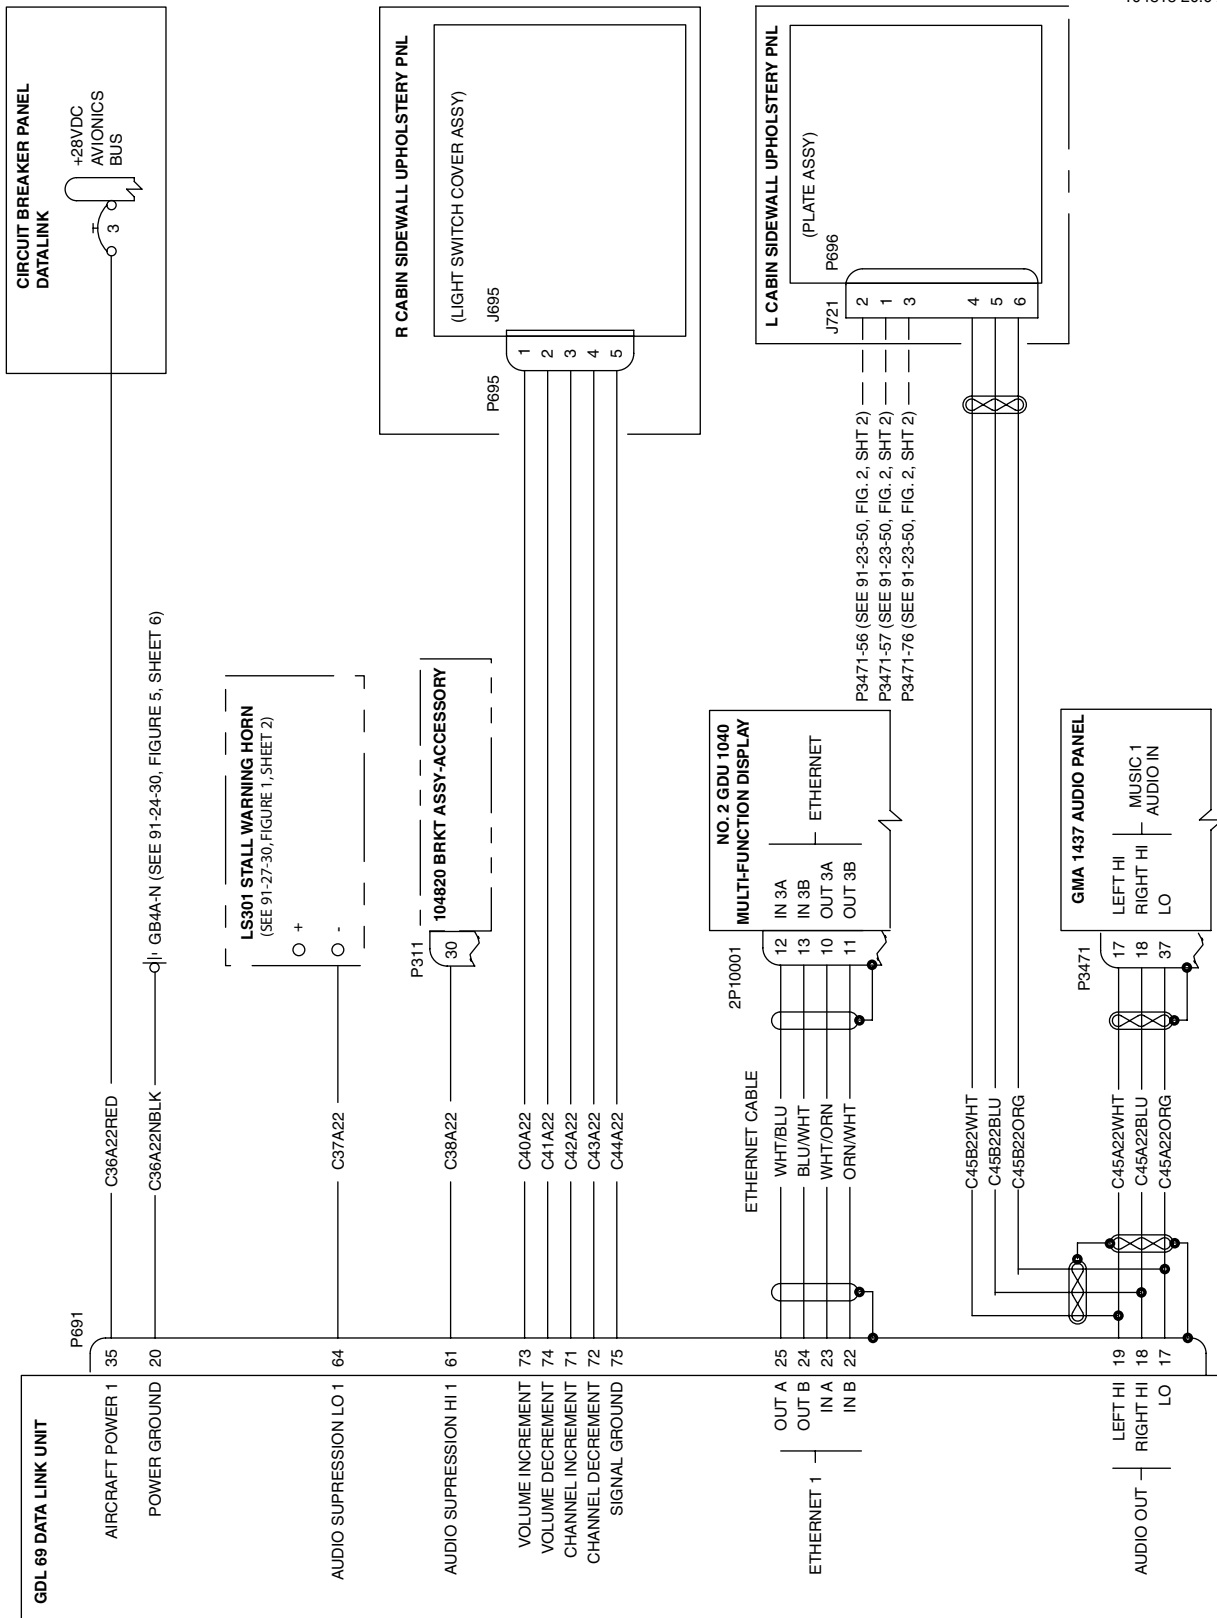 GDL 69 DATA LINK UNIT
P691
AIRCRAFT POWER 1 35 C36A22RED
POWER GROUND 20 C36A22NBLK GB4A-N (SEE 91-24-30, FIGURE 5, SHEET 6)
CIRCUIT BREAKER PANEL
DATALINK
+28VDC
AVIONICS
BUS
3
LS301 STALL WARNING HORN
(SEE 91-27-30, FIGURE 1, SHEET 2)
+
-
AUDIO SUPRESSION LO 1 64 C37A22
P311
104820 BRKT ASSY-ACCESSORY
AUDIO SUPRESSION HI 1 61 C38A22 30
R CABIN SIDEWALL UPHOLSTERY PNL
(LIGHT SWITCH COVER ASSY)
P695 J695
VOLUME INCREMENT 73 C40A22 1
VOLUME DECREMENT 74 C41A22 2
CHANNEL INCREMENT 71 C42A22 3
CHANNEL DECREMENT 72 C43A22 4
SIGNAL GROUND 75 C44A22 5
NO. 2 GDU 1040
MULTI-FUNCTION DISPLAY
2P10001
ETHERNET CABLE
ETHERNET 1
OUT A 25 WHT/BLU 12 IN 3A
OUT B 24 BLU/WHT 13 IN 3B
IN A 23 WHT/ORN 10 OUT 3A
IN B 22 ORN/WHT 11 OUT 3B
ETHERNET
L CABIN SIDEWALL UPHOLSTERY PNL
(PLATE ASSY)
J721 P696
P3471-56 (SEE 91-23-50, FIG. 2, SHT 2) 2
P3471-57 (SEE 91-23-50, FIG. 2, SHT 2) 1
P3471-76 (SEE 91-23-50, FIG. 2, SHT 2) 3
C45B22WHT 4
C45B22BLU 5
C45B22ORG 6
GMA 1437 AUDIO PANEL
P3471
AUDIO OUT
LEFT HI 19 C45A22WHT 17 LEFT HI
RIGHT HI 18 C45A22BLU 18 RIGHT HI
LO 17 C45A22ORG 37 LO
MUSIC 1
AUDIO IN